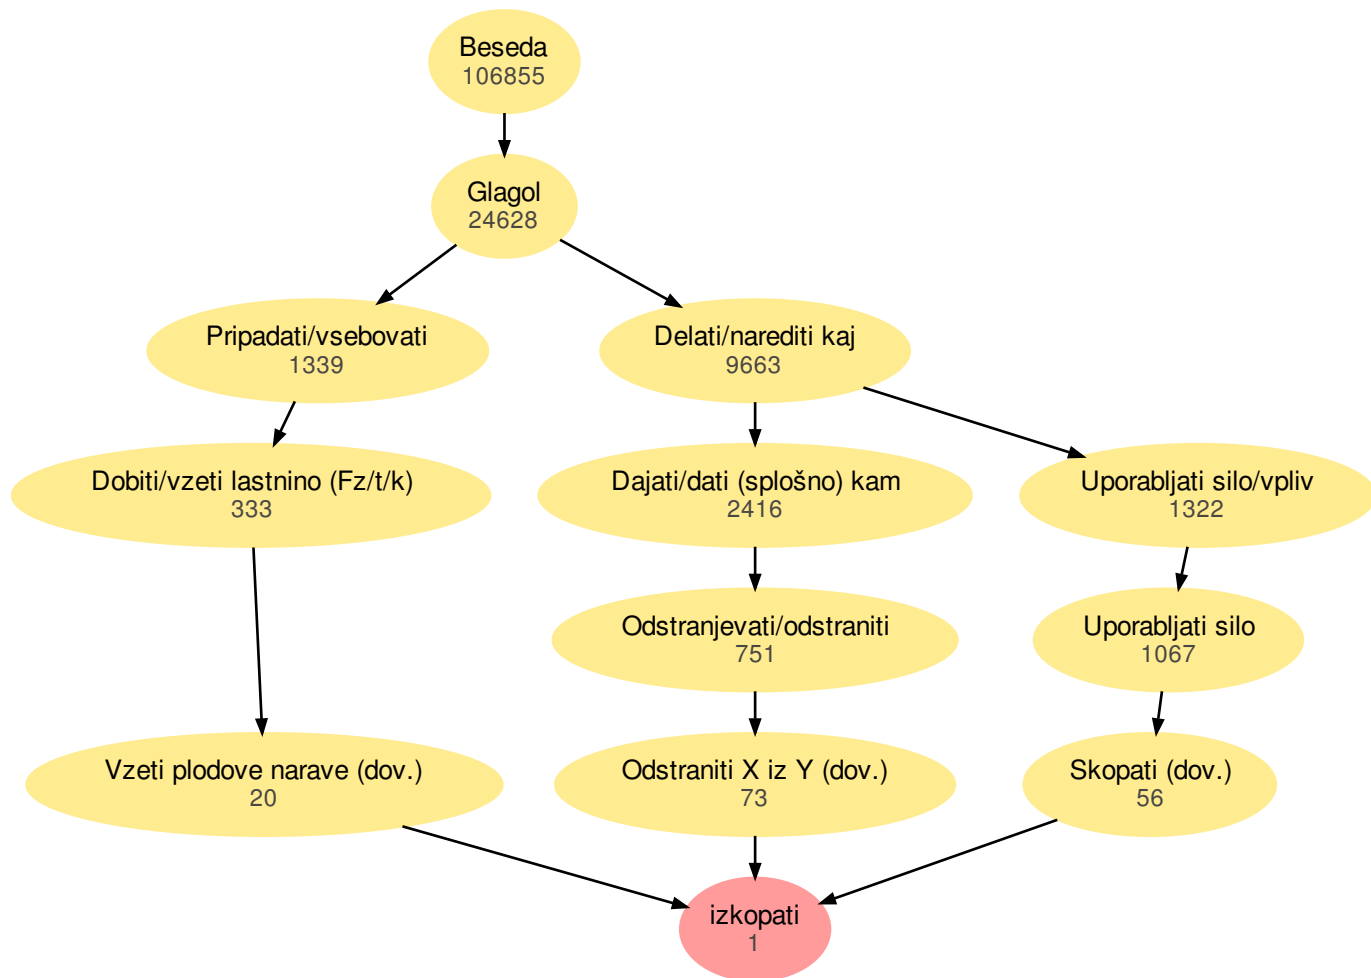 Beseda
106855
Glagol
24628
Pripadati/vsebovati
1339
Delati/narediti kaj
9663
Dobiti/vzeti lastnino (Fz/t/k)
333
Dajati/dati (splošno) kam
2416
Uporabljati silo/vpliv
1322
Odstranjevati/odstraniti
751
Uporabljati silo
1067
Vzeti plodove narave (dov.)
20
Odstraniti X iz Y (dov.)
73
Skopati (dov.)
56
izkopati
1